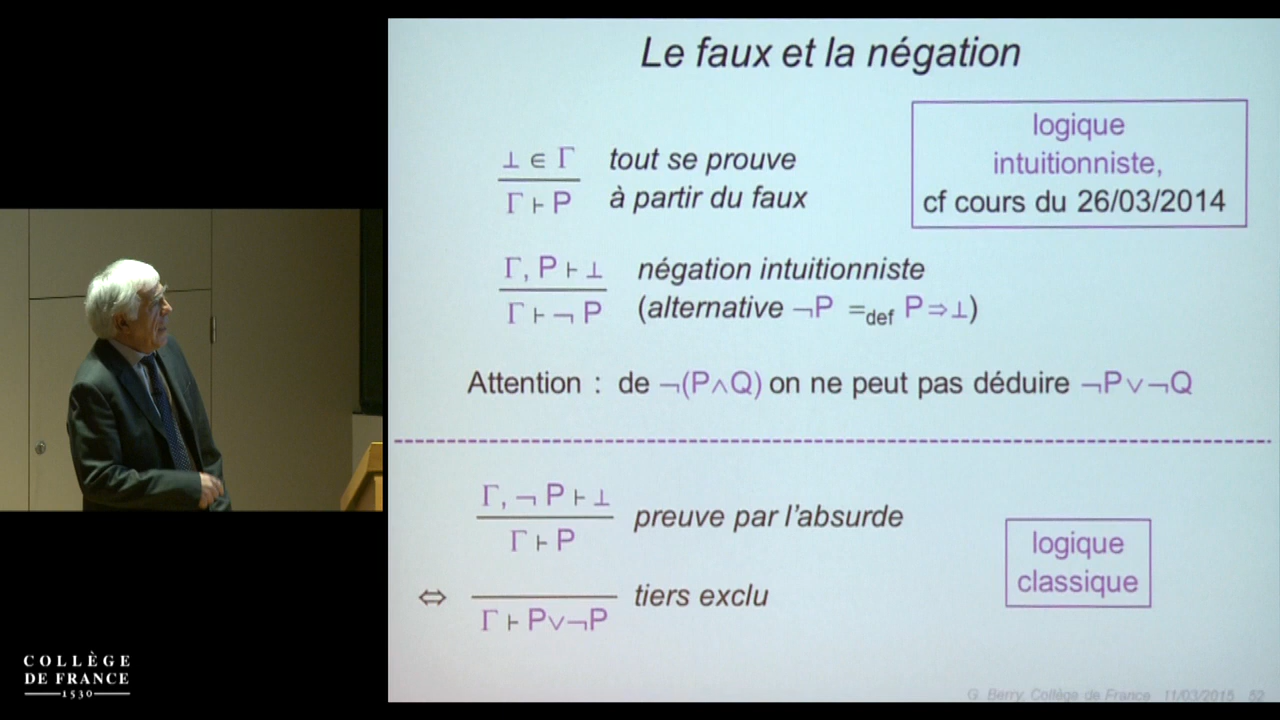 Le faux et la négation
logique
intuitionniste,
cf cours du 26/03/2014
⊥ ∈ Γ tout se prouve
Γ ⊢ P à partir du faux
Γ, P ⊢ ⊥ négation intuitionniste
Γ ⊢ ¬ P (alternative ¬P =def P⇒⊥)
Attention : de ¬(P∧Q) on ne peut pas déduire ¬P∨¬Q
Γ, ¬ P ⊢ ⊥
Γ ⊢ P
preuve par l'absurde
logique
classique
⇔ tiers exclu
Γ ⊢ P∨¬P
G. Berry, Collège de France 11/03/2015 52
COLLÈGE
DE FRANCE
1530